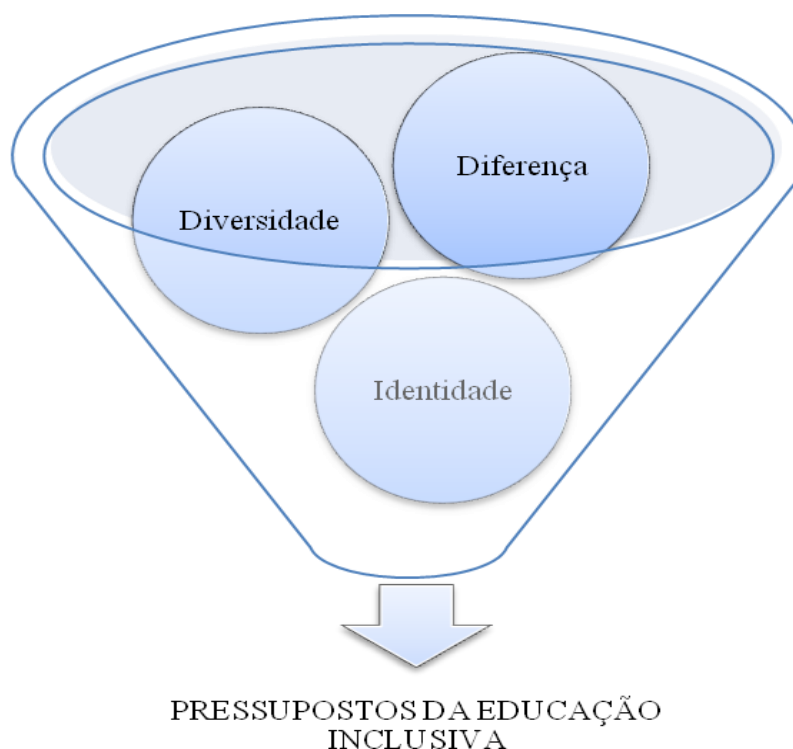 Diferença
Diversidade
Identidade
PRESSUPOSTOS DA EDUCAÇÃO
INCLUSIVA